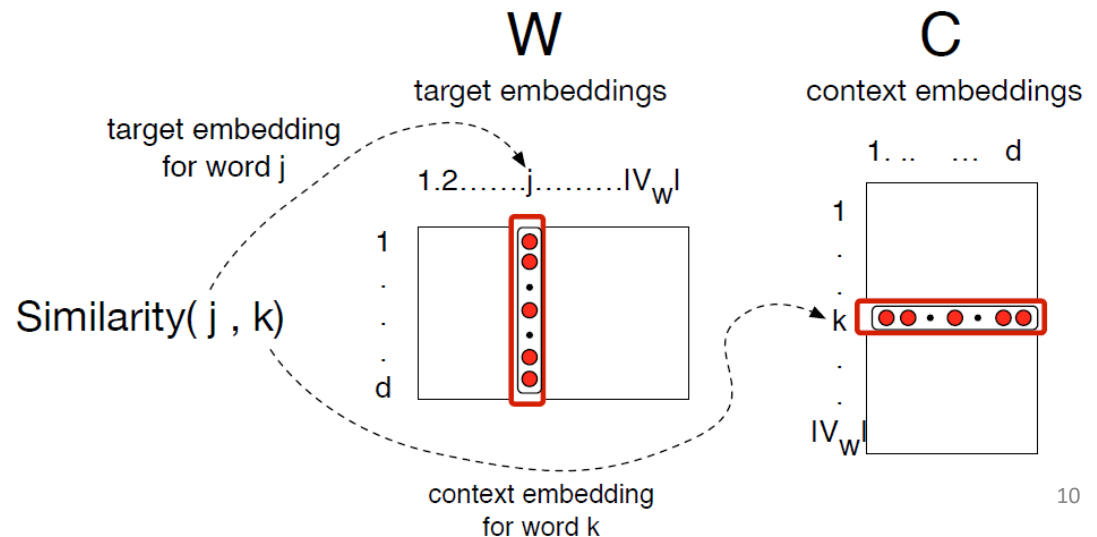 W
target embeddings
C
context embeddings
target embedding
for word j
1.2.......j.........|Vw|
1
.
.
.
d
1. .. ... d
1
.
.
k
.
.
|Vw|
Similarity( j , k)
context embedding
for word k
10